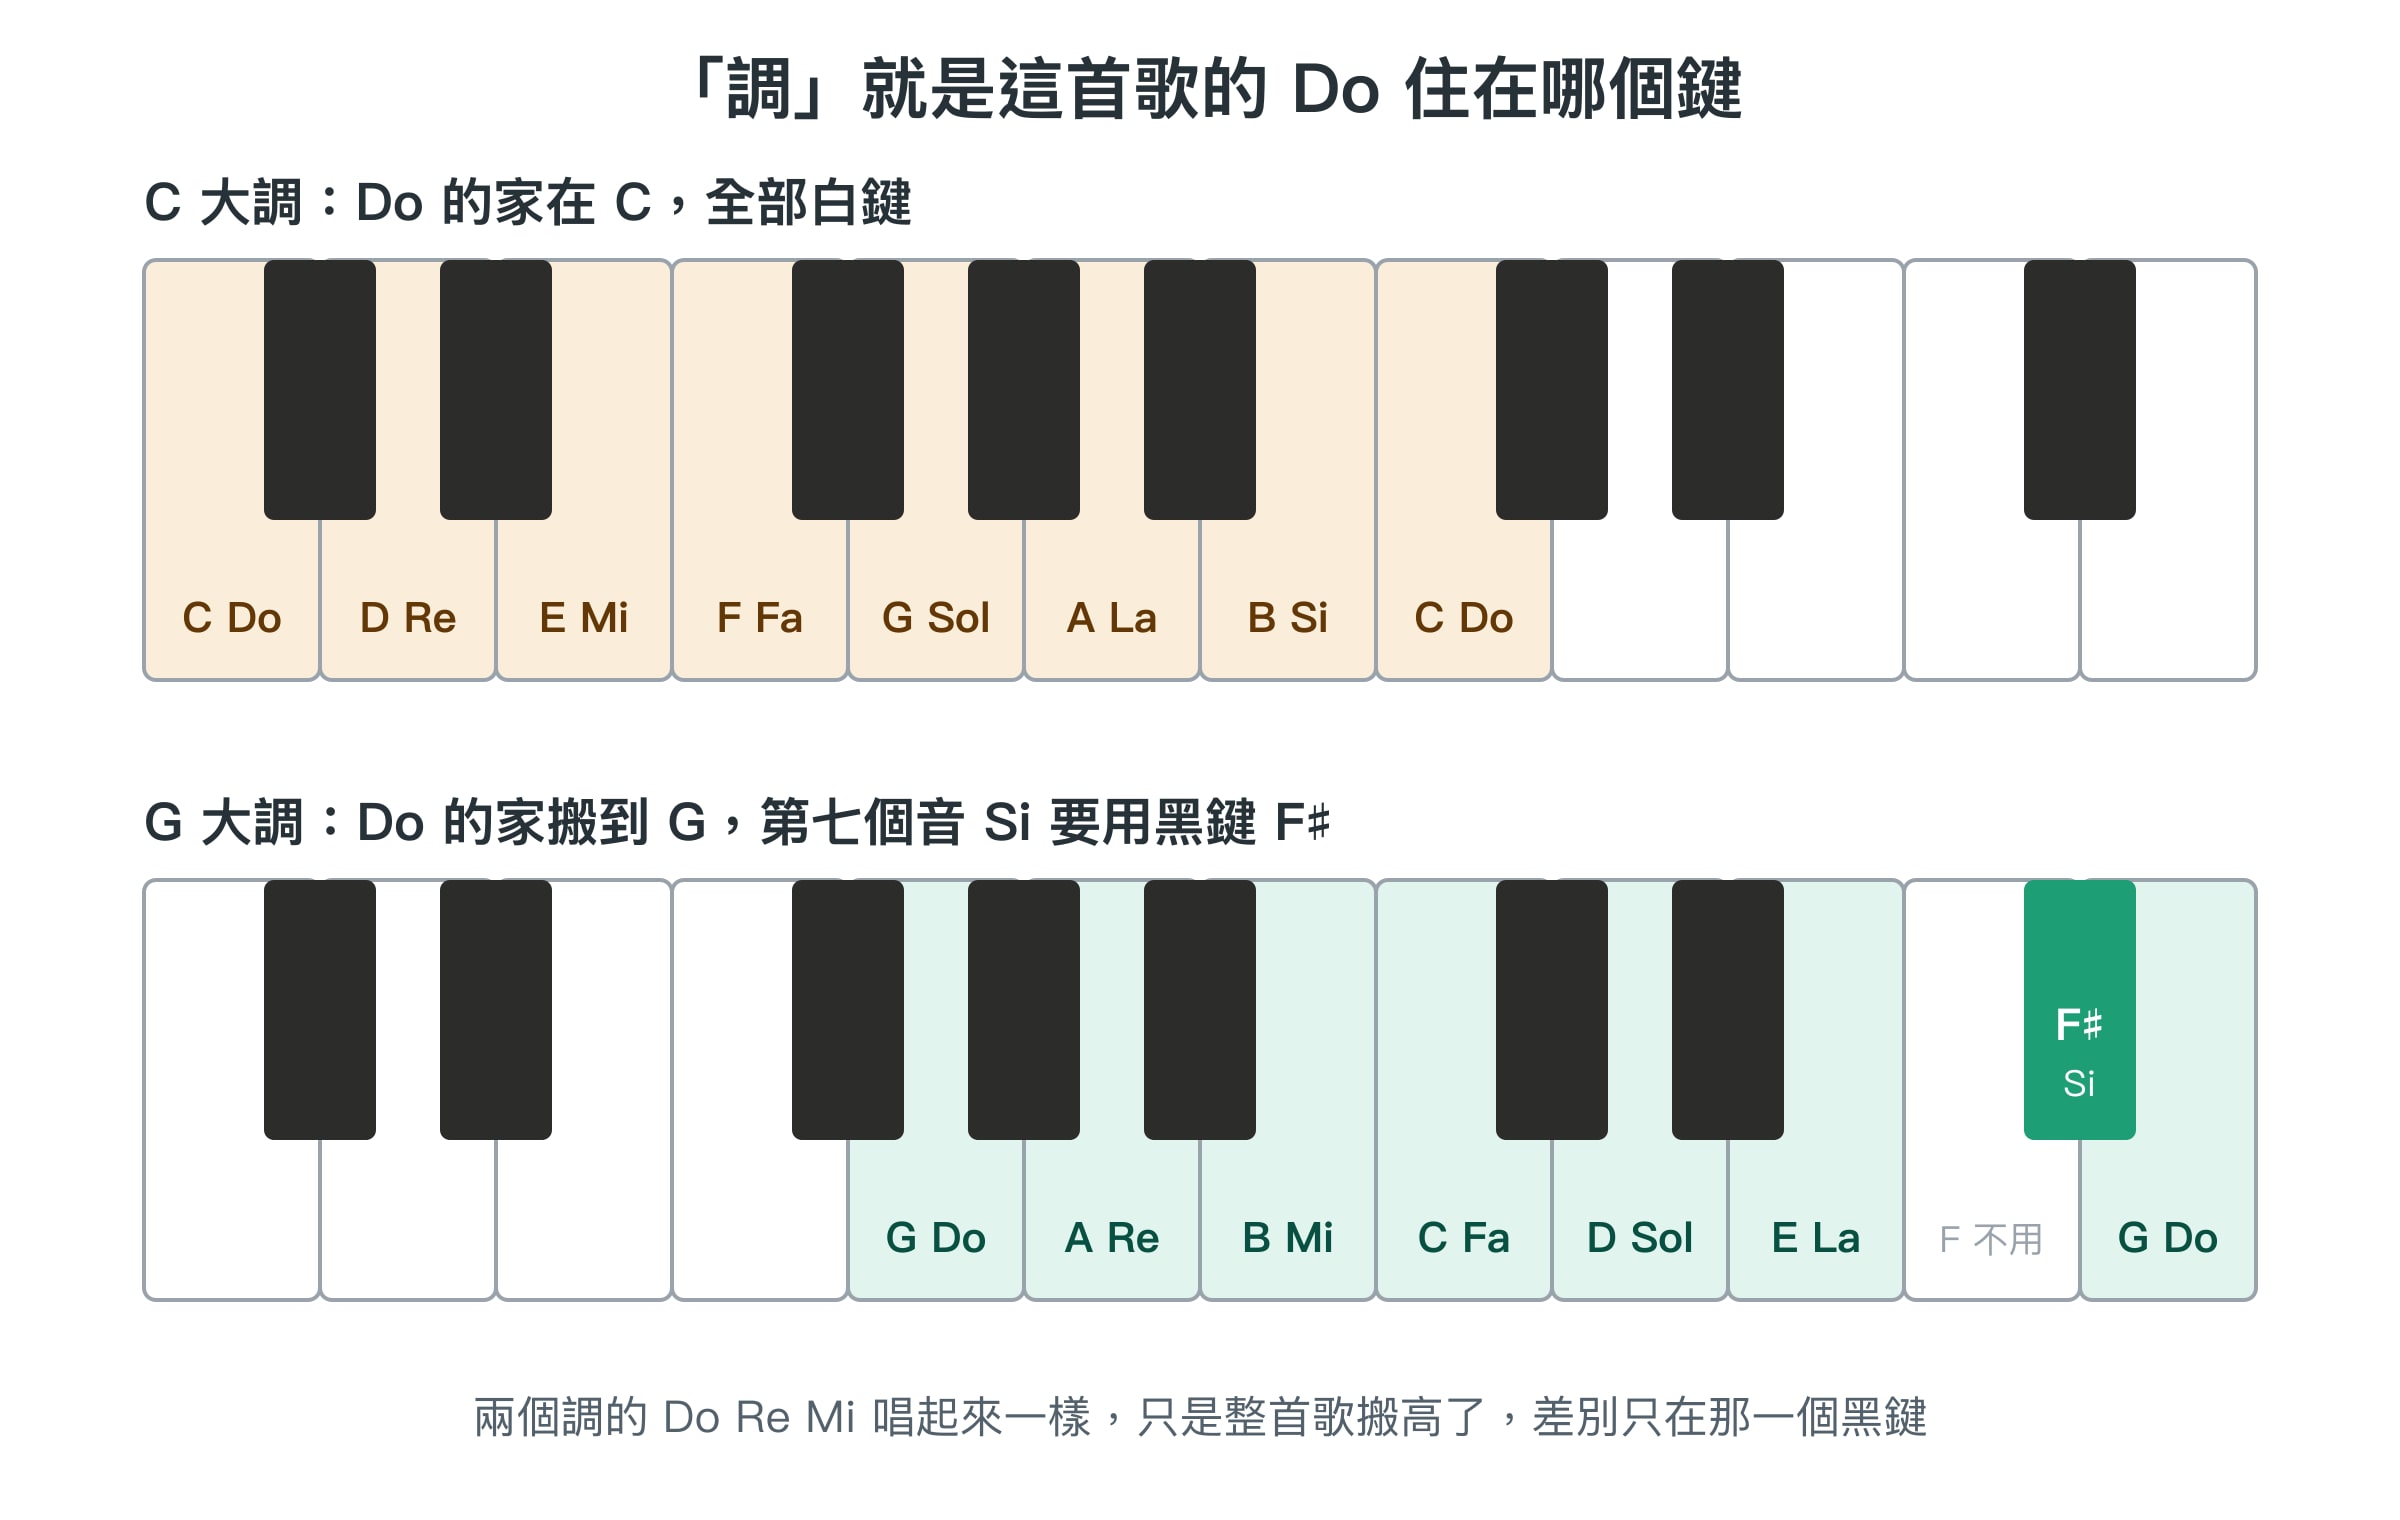 「調」就是這首歌的 Do 住在哪個鍵
C 大調：Do 的家在 C，全部白鍵
C Do D Re E Mi F Fa G Sol A La B Si C Do
G 大調：Do 的家搬到 G，第七個音 Si 要用黑鍵 F♯
F♯
Si
G Do A Re B Mi C Fa D Sol E La F 不用 G Do
兩個調的 Do Re Mi 唱起來一樣，只是整首歌搬高了，差別只在那一個黑鍵